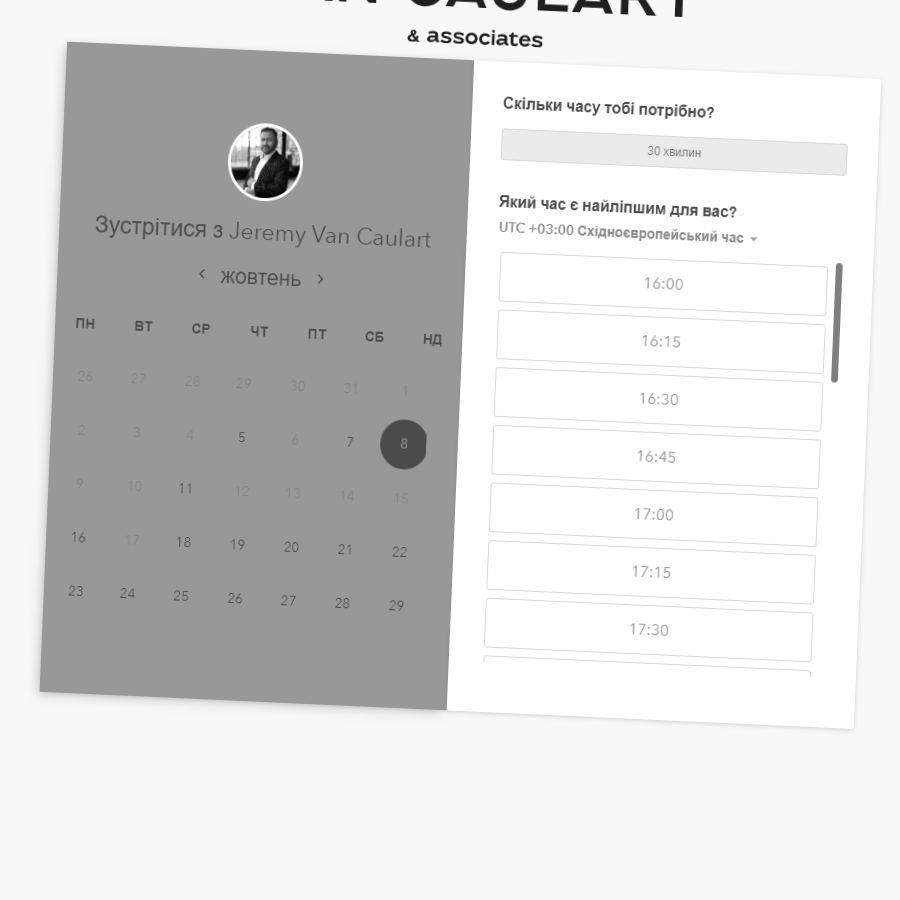 & associates
Зустрітися з Jeremy Van Caulart
жовтень
ПН ВТ СР ЧТ ПТ СБ НД
26 27 28 29 30 31 1
2 3 4 5 6 7 8
9 10 11 12 13 14 15
16 17 18 19 20 21 22
23 24 25 26 27 28 29
Скільки часу тобі потрібно?
30 хвилин
Який час є найліпшим для вас?
UTC +03:00 Східноєвропейський час
16:00
16:15
16:30
16:45
17:00
17:15
17:30